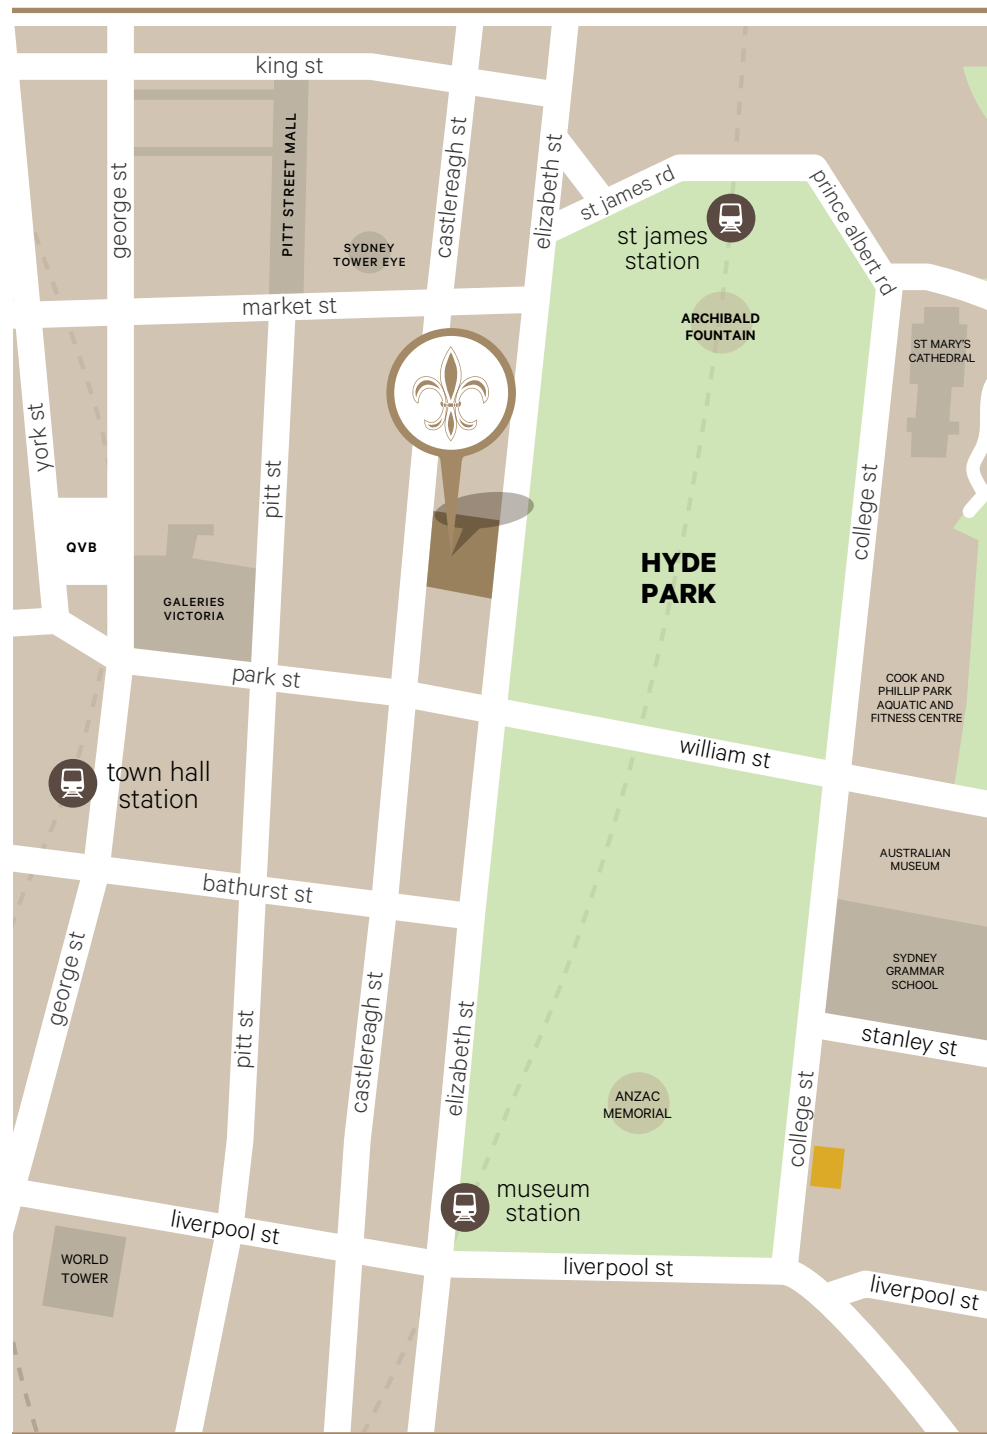 king st
george st
PITT STREET MALL
castlereagh st
elizabeth st
st james rd
prince albert rd
st james
station
SYDNEY
TOWER EYE
market st
ARCHIBALD
FOUNTAIN
ST MARY'S
CATHEDRAL
york st
pitt st
college st
QVB
HYDE
PARK
GALERIES
VICTORIA
park st
COOK AND
PHILLIP PARK
AQUATIC AND
FITNESS CENTRE
william st
town hall
station
AUSTRALIAN
MUSEUM
bathurst st
SYDNEY
GRAMMAR
SCHOOL
george st
pitt st
castlereagh st
elizabeth st
stanley st
ANZAC
MEMORIAL
college st
museum
station
liverpool st
WORLD
TOWER
liverpool st
liverpool st